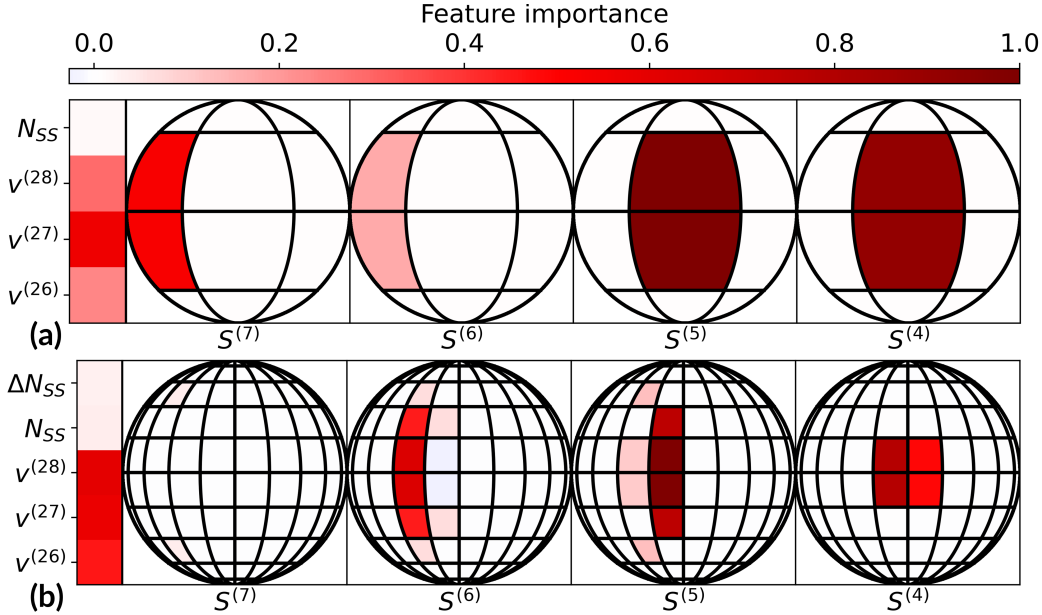 Feature importance
0.0 0.2 0.4 0.6 0.8 1.0
N_SS
v^(28)
v^(27)
v^(26)
(a)
S^(7) S^(6) S^(5) S^(4)
ΔN_SS
N_SS
v^(28)
v^(27)
v^(26)
(b)
S^(7) S^(6) S^(5) S^(4)